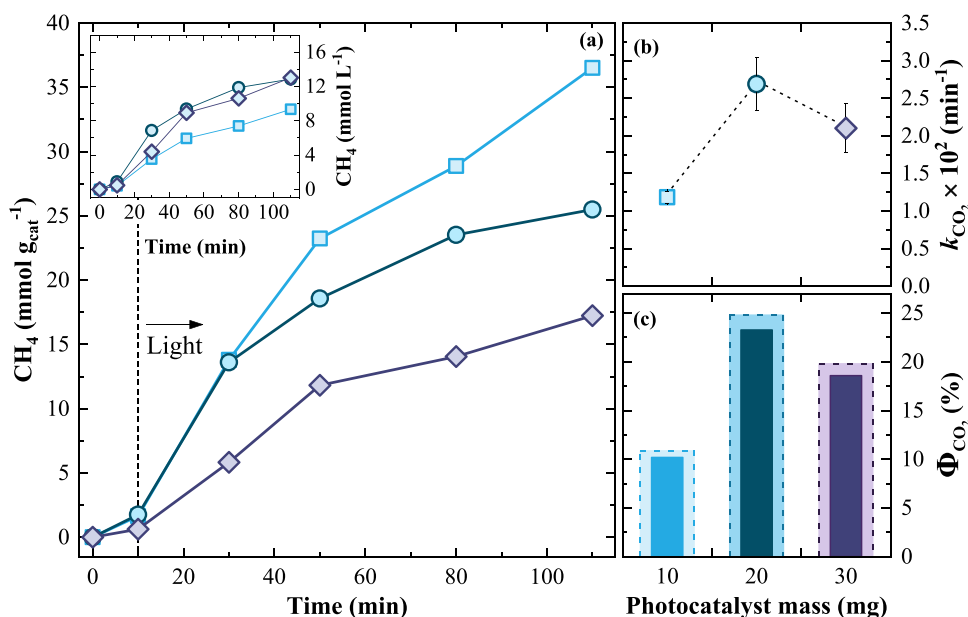 (a)
CH₄ (mmol g_cat⁻¹)
40
35
30
25
20
15
10
5
0
0 20 40 60 80 100
Time (min)
Light
16
12
8
4
0
CH₄ (mmol L⁻¹)
0 20 40 60 80 100
Time (min)
(b)
3.5
3.0
2.5
2.0
1.5
1.0
0.5
0.0
k_CO₂ × 10² (min⁻¹)
(c)
25
20
15
10
5
0
Φ_CO₂ (%)
10 20 30
Photocatalyst mass (mg)